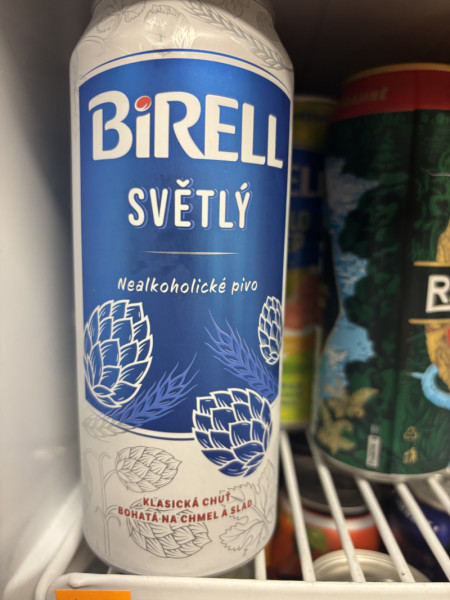 BiRELL
SVĚTLÝ
Nealkoholické pivo
KLASICKÁ CHUŤ
BOHATÁ NA CHMEL A SLAD
R